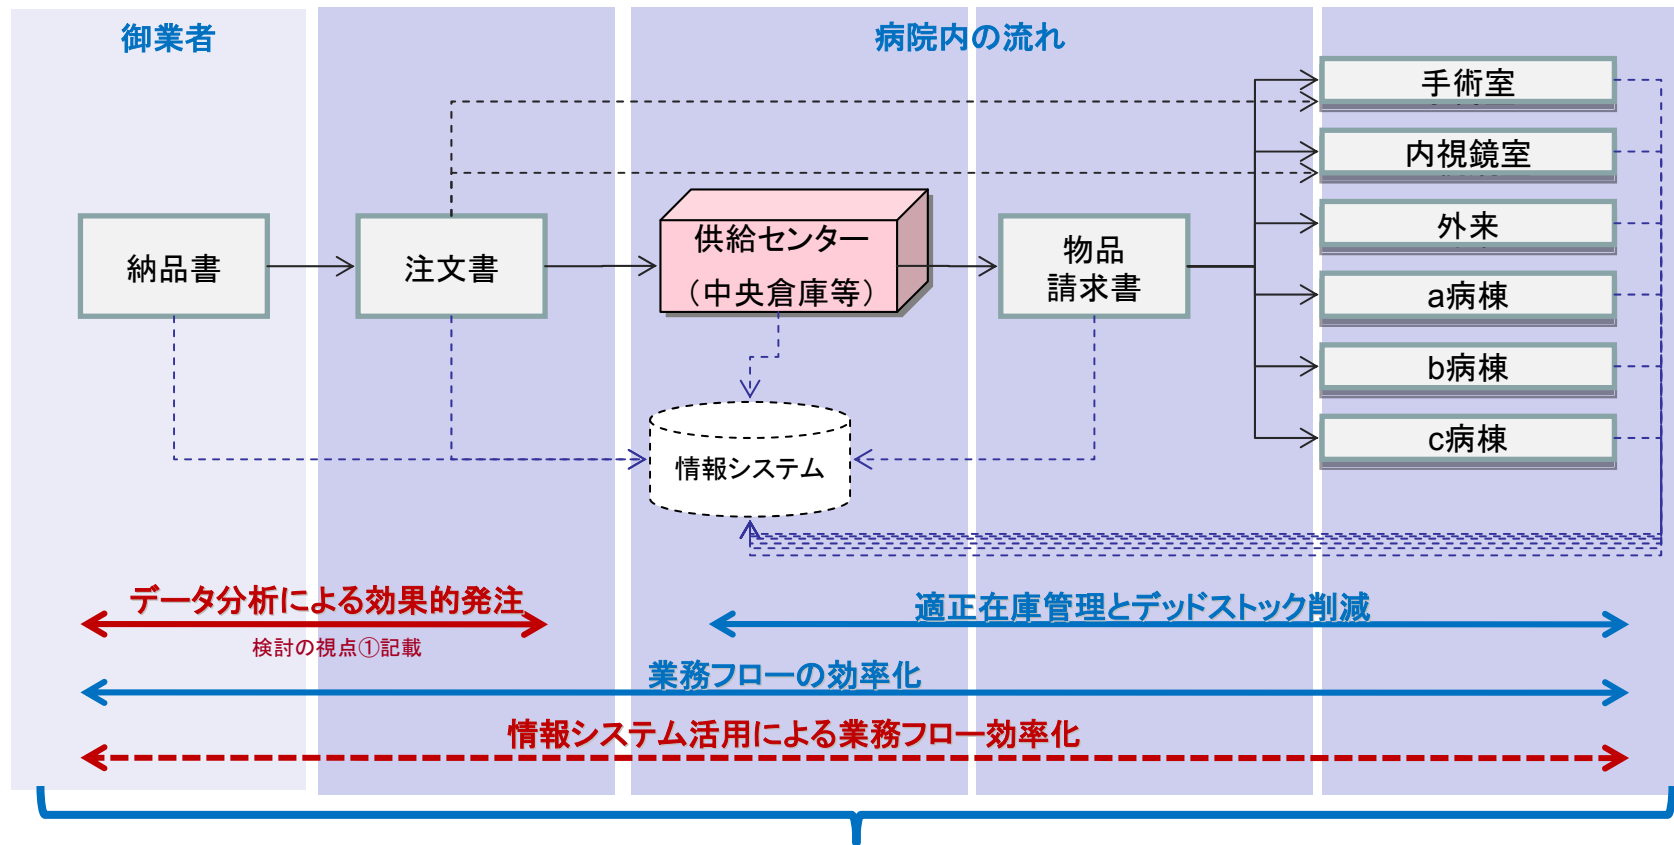 御業者
病院内の流れ
手術室
内視鏡室
外来
a病棟
b病棟
c病棟
納品書
注文書
供給センター
（中央倉庫等）
物品
請求書
情報システム
データ分析による効果的発注
検討の視点①記載
適正在庫管理とデッドストック削減
業務フローの効率化
情報システム活用による業務フロー効率化